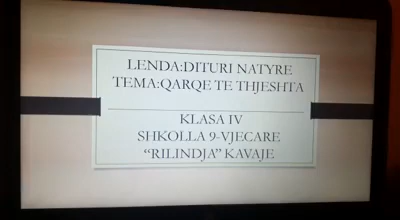 LENDA:DITURI NATYRE
TEMA:QARQE TE THJESHTA
KLASA IV
SHKOLLA 9-VJECARE
“RILINDJA” KAVAJE